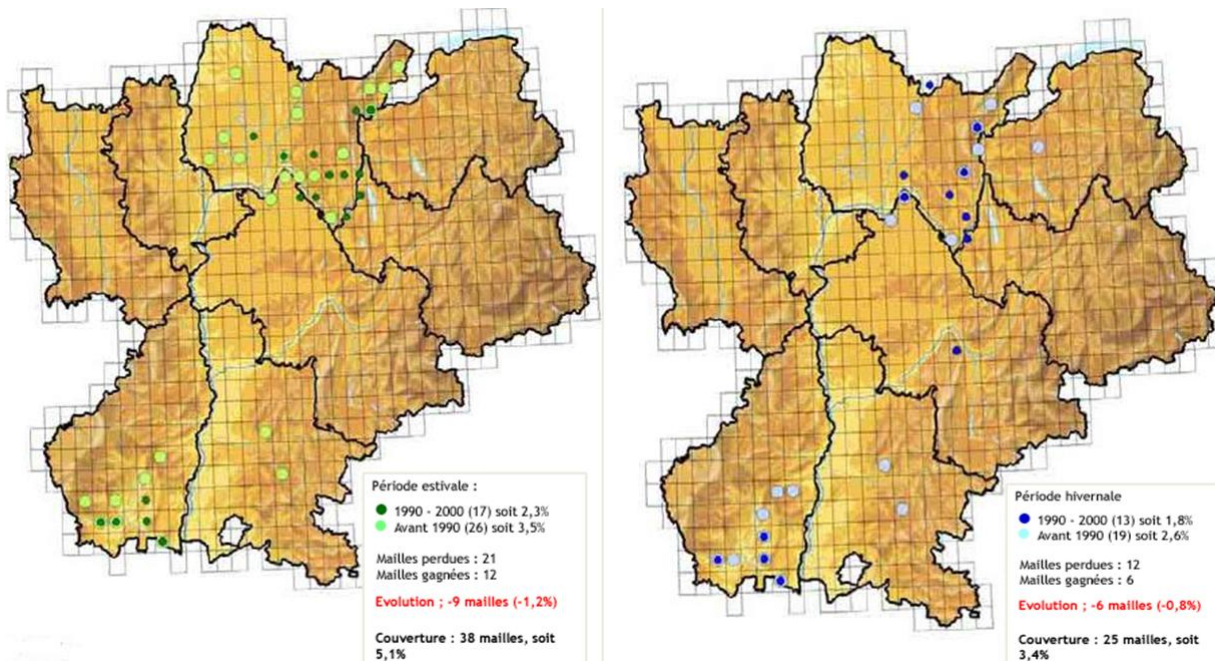 Période estivale :
1990 - 2000 (17) soit 2,3%
Avant 1990 (26) soit 3,5%
Mailles perdues : 21
Mailles gagnées : 12
Evolution ; -9 mailles (-1,2%)
Couverture : 38 mailles, soit
5,1%
Période hivernale
1990 - 2000 (13) soit 1,8%
Avant 1990 (19) soit 2,6%
Mailles perdues : 12
Mailles gagnées : 6
Evolution ; -6 mailles (-0,8%)
Couverture : 25 mailles, soit
3,4%